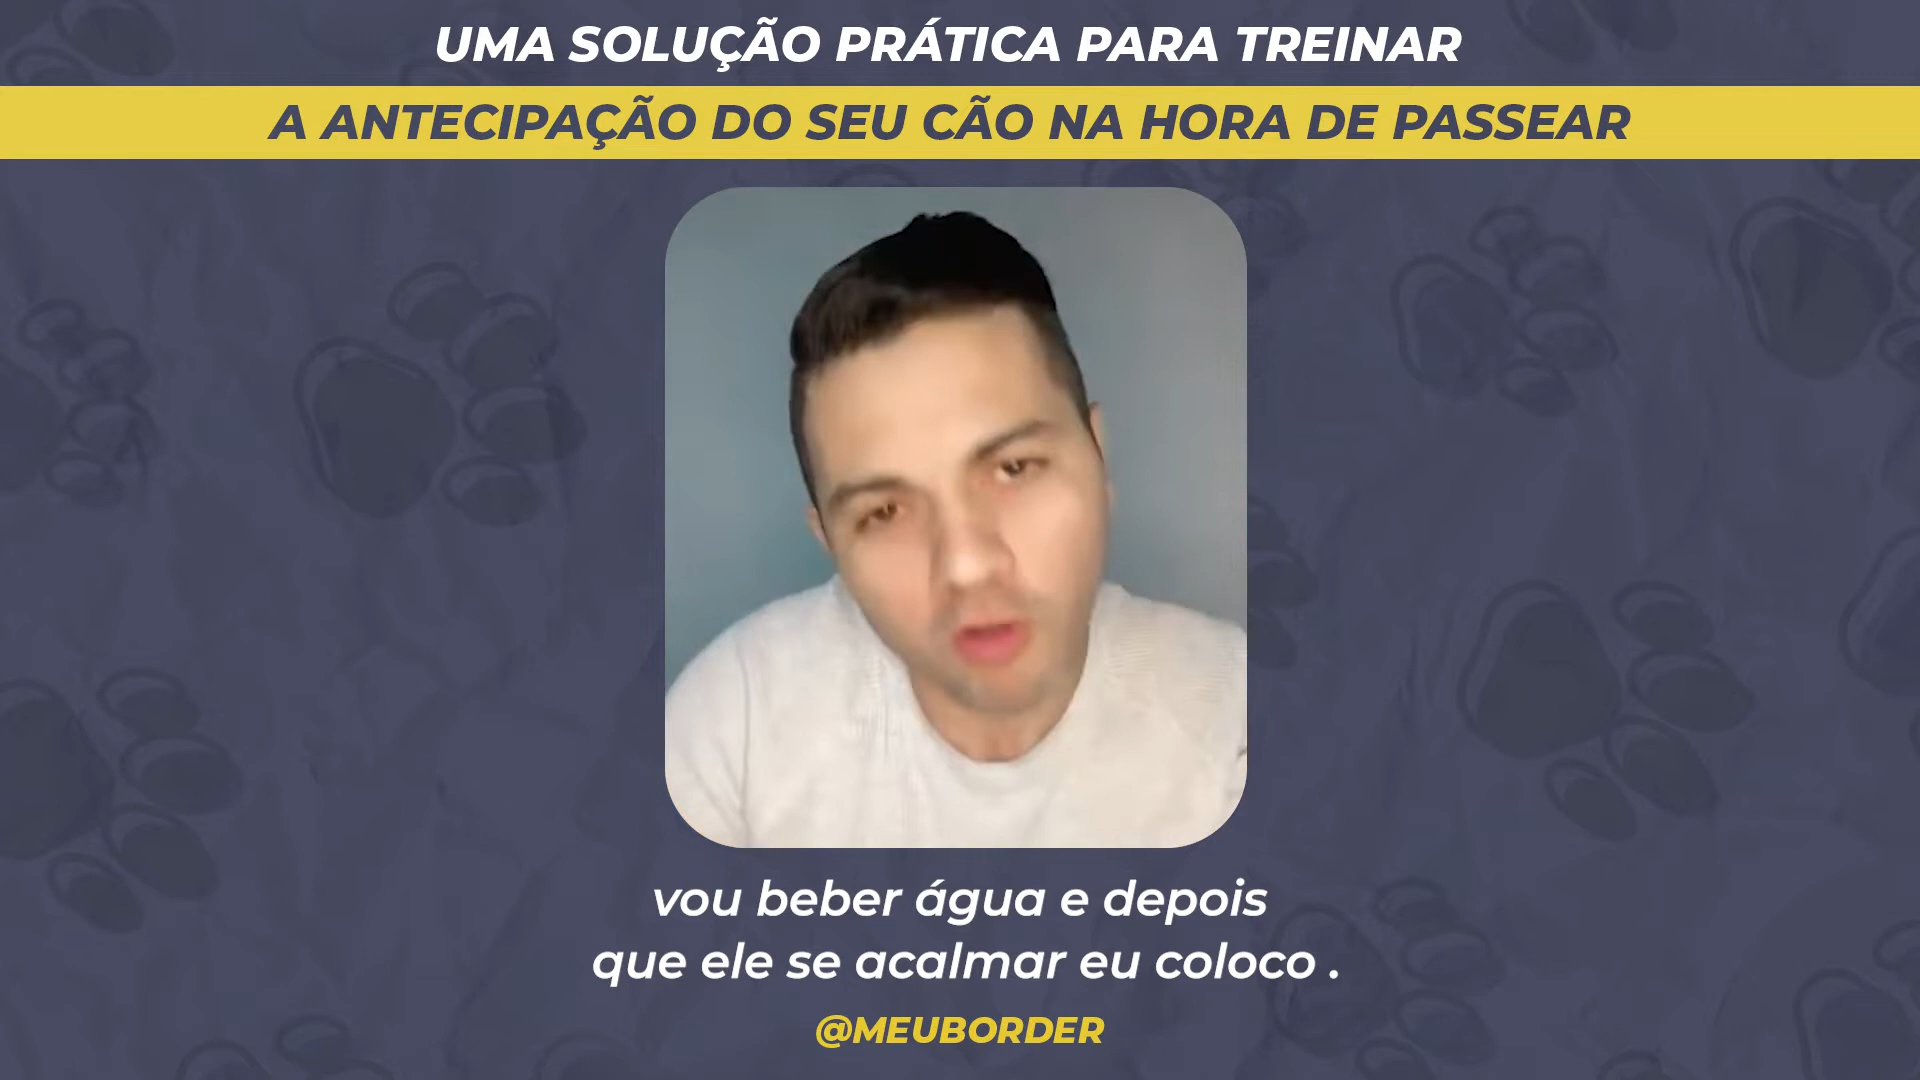 UMA SOLUÇÃO PRÁTICA PARA TREINAR
A ANTECIPAÇÃO DO SEU CÃO NA HORA DE PASSEAR
vou beber água e depois
que ele se acalmar eu coloco .
@MEUBORDER